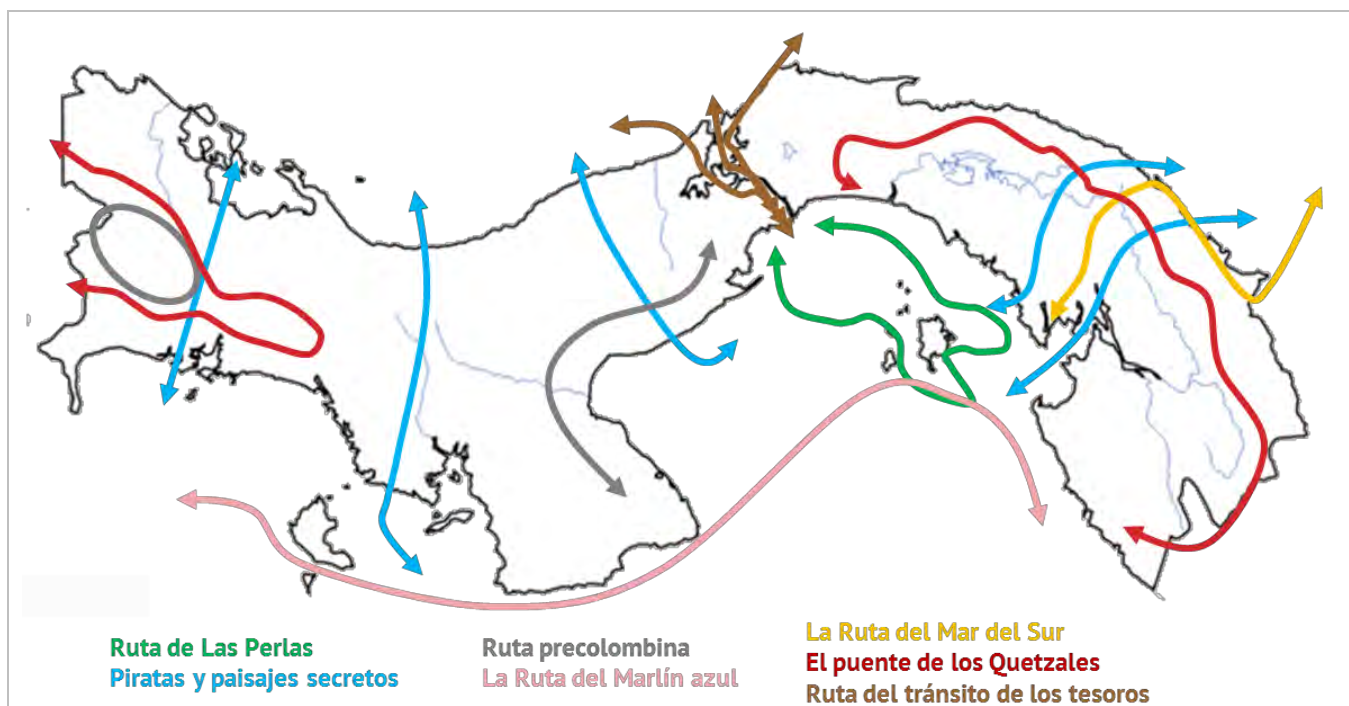 Ruta de Las Perlas
Piratas y paisajes secretos
Ruta precolombina
La Ruta del Marlín azul
La Ruta del Mar del Sur
El puente de los Quetzales
Ruta del tránsito de los tesoros